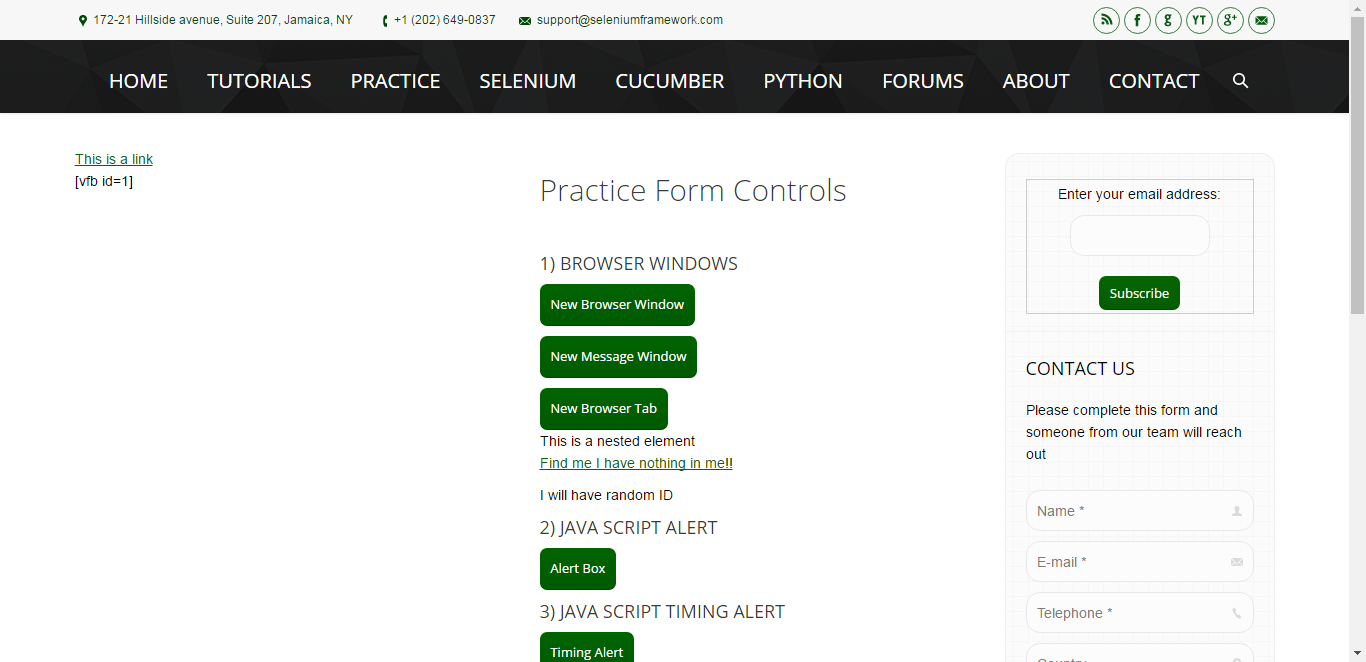 172-21 Hillside avenue, Suite 207, Jamaica, NY +1 (202) 649-0837 support@seleniumframework.com f g YT g+
HOME TUTORIALS PRACTICE SELENIUM CUCUMBER PYTHON FORUMS ABOUT CONTACT
This is a link
[vfb id=1]
Practice Form Controls
1) BROWSER WINDOWS
New Browser Window
New Message Window
New Browser Tab
This is a nested element
Find me I have nothing in me!!
I will have random ID
2) JAVA SCRIPT ALERT
Alert Box
3) JAVA SCRIPT TIMING ALERT
Timing Alert
Enter your email address:
Subscribe
CONTACT US
Please complete this form and
someone from our team will reach
out
Name *
E-mail *
Telephone *